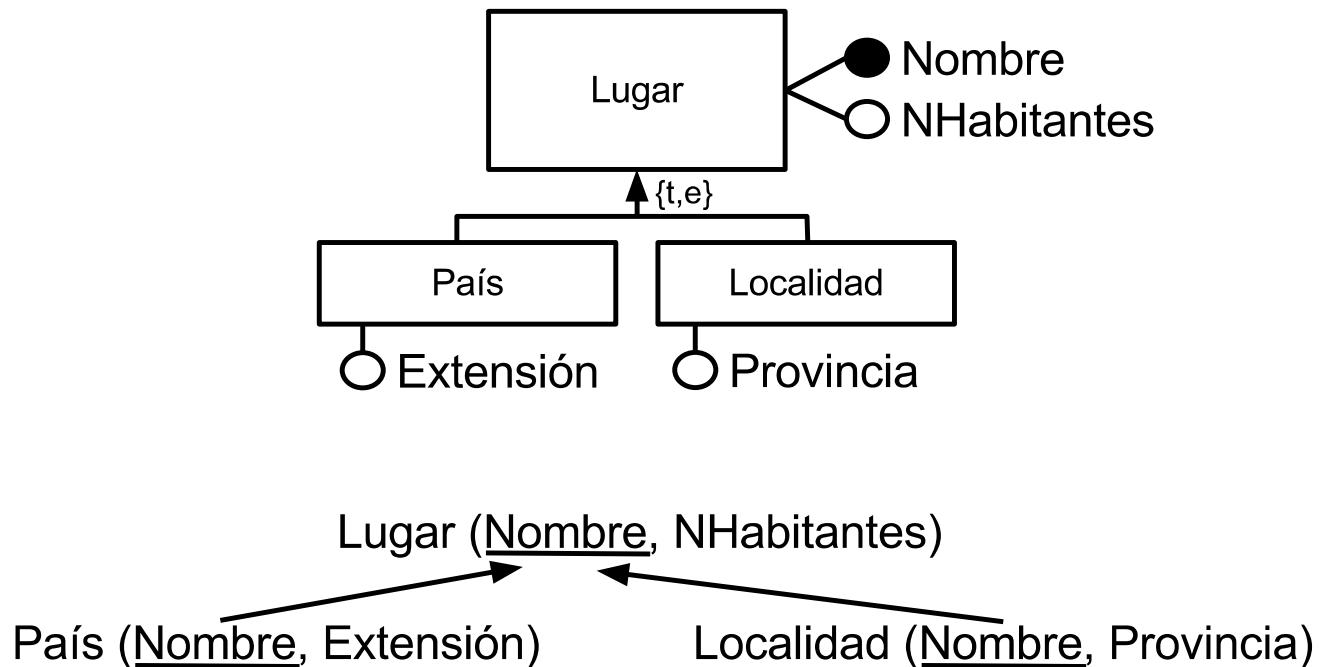 Lugar
Nombre
NHabitantes
{t,e}
País
Localidad
Extensión
Provincia
Lugar (Nombre, NHabitantes)
País (Nombre, Extensión)
Localidad (Nombre, Provincia)